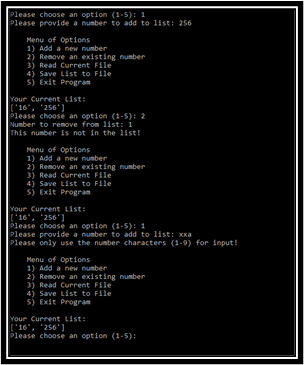 Please choose an option (1-5): 1
Please provide a number to add to list: 256
Menu of Options
1) Add a new number
2) Remove an existing number
3) Read Current File
4) Save List to File
5) Exit Program
Your Current List:
['16', '256']
Please choose an option (1-5): 2
Number to remove from list: 1
This number is not in the list!
Menu of Options
1) Add a new number
2) Remove an existing number
3) Read Current File
4) Save List to File
5) Exit Program
Your Current List:
['16', '256']
Please choose an option (1-5): 1
Please provide a number to add to list: xxa
Please only use the number characters (1-9) for input!
Menu of Options
1) Add a new number
2) Remove an existing number
3) Read Current File
4) Save List to File
5) Exit Program
Your Current List:
['16', '256']
Please choose an option (1-5):